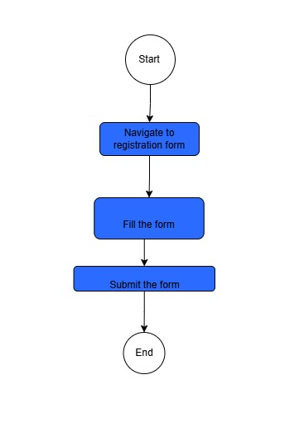 Start
Navigate to
registration form
Fill the form
Submit the form
End